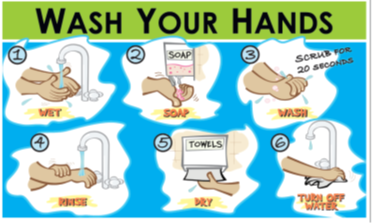 WASH YOUR HANDS
1
WET
2
SOAP
SOAP
3
SCRUB FOR
20 SECONDS
WASH
4
RINSE
5
TOWELS
DRY
6
TURN OFF
WATER